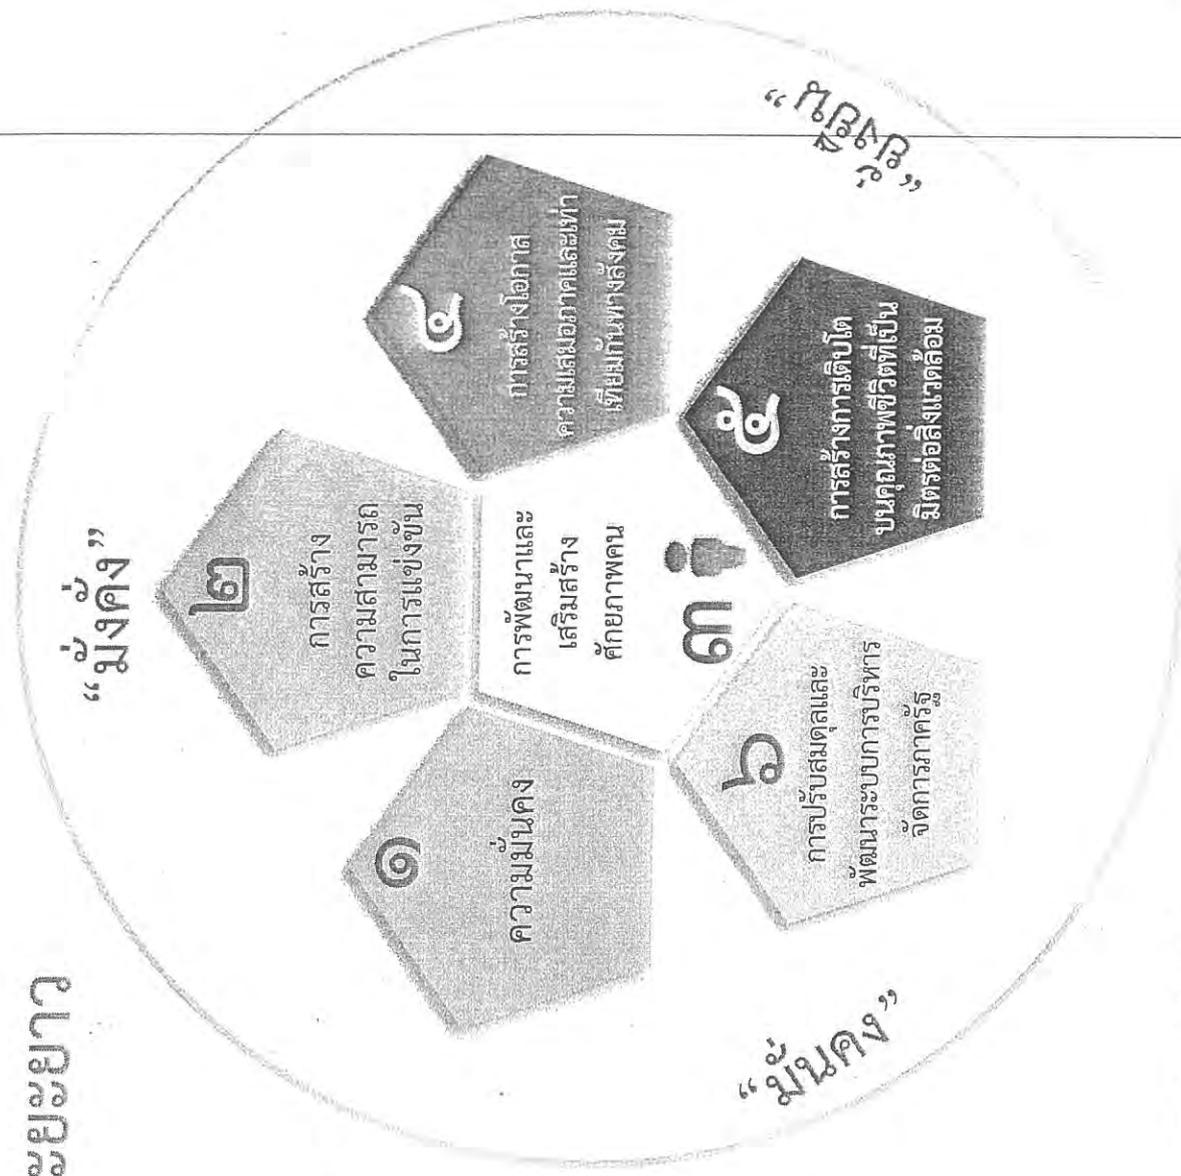 ระยะยาว
“มั่งคั่ง”
๒
การสร้าง
ความสามารถ
ในการแข่งขัน
๑
ความมั่นคง
๔
การสร้างโอกาส
ความเสมอภาคและเท่า
เทียมกันทางสังคม
การพัฒนาและ
เสริมสร้าง
ศักยภาพคน
๓
๖
การปรับสมดุลและ
พัฒนาระบบการบริหาร
จัดการภาครัฐ
๕
การสร้างการเติบโต
บนคุณภาพชีวิตที่เป็น
มิตรต่อสิ่งแวดล้อม
“มั่นคง”
“ยั่งยืน”